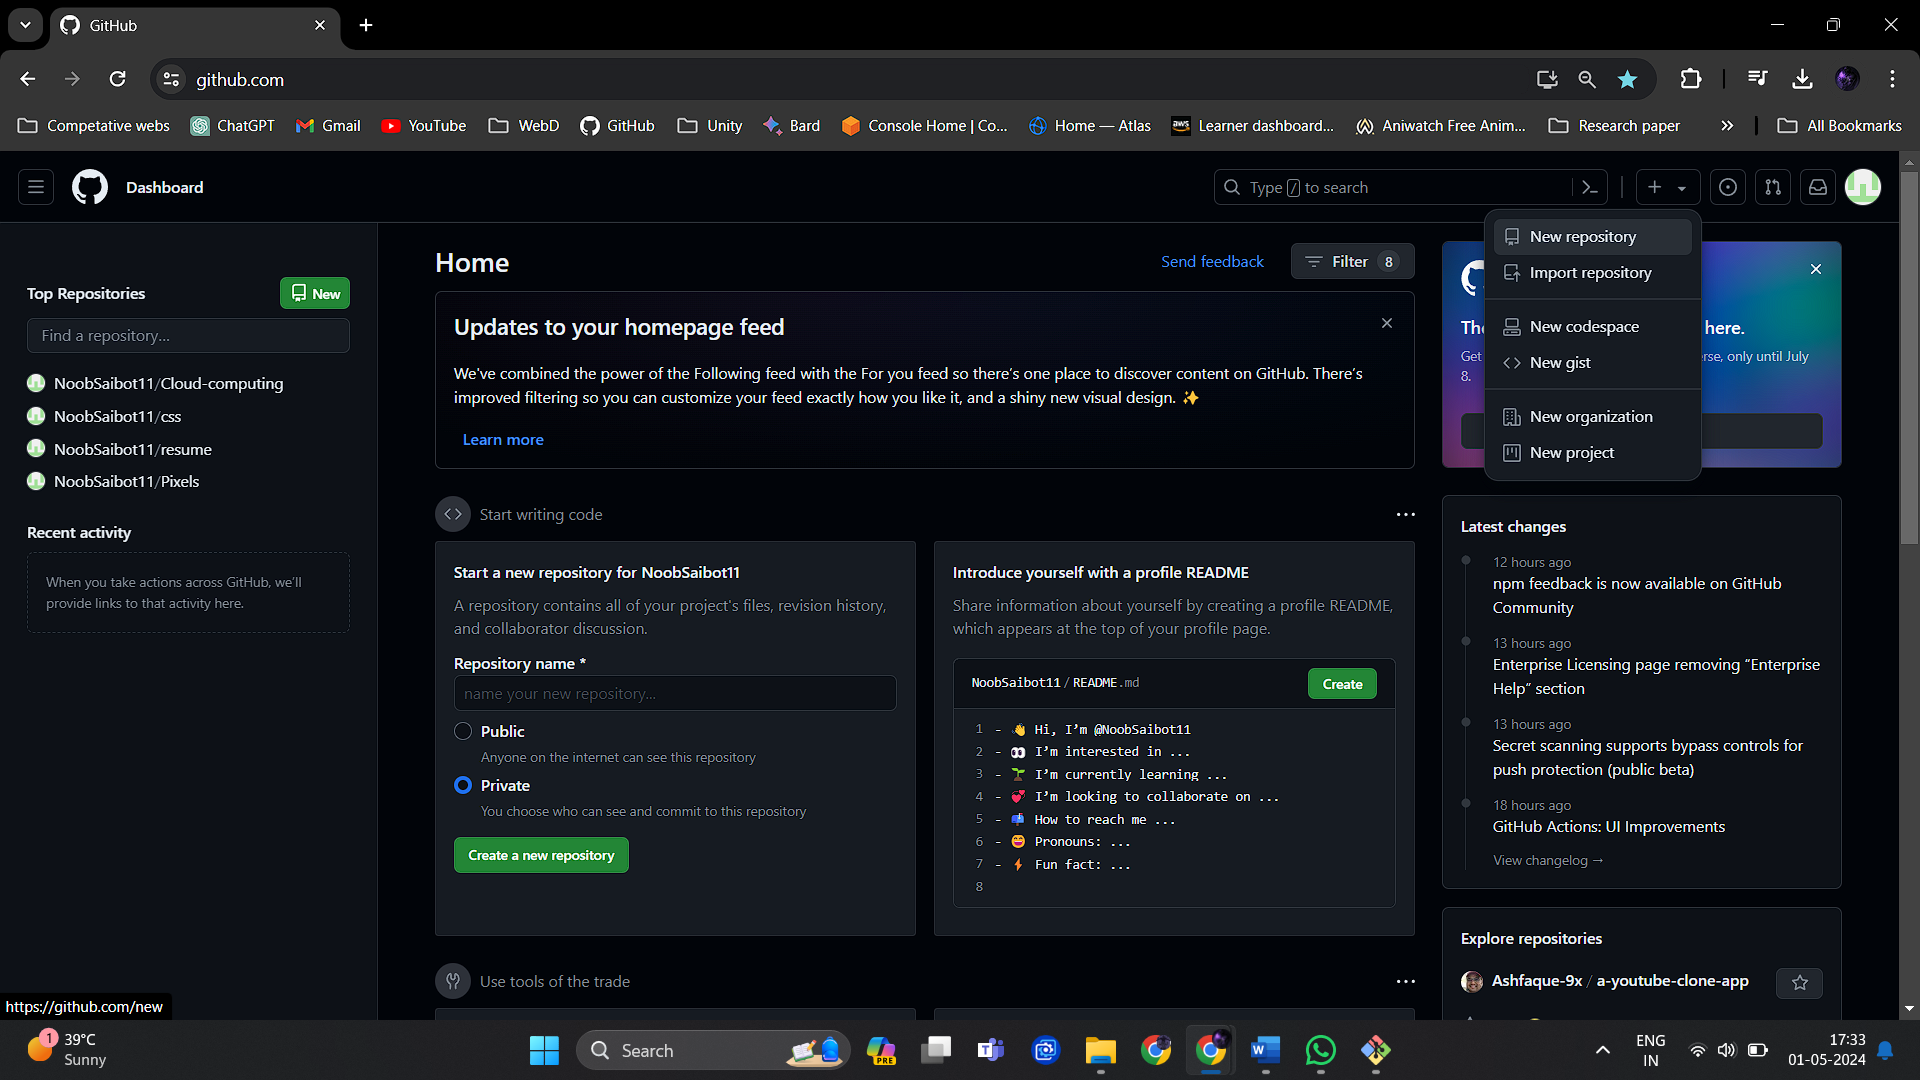 GitHub
github.com
Competative webs
ChatGPT
Gmail
YouTube
WebD
GitHub
Unity
Bard
Console Home | Co...
Home — Atlas
aws
Learner dashboard...
Aniwatch Free Anim...
Research paper
All Bookmarks
Dashboard
Type / to search
Top Repositories
New
Find a repository...
NoobSaibot11/Cloud-computing
NoobSaibot11/css
NoobSaibot11/resume
NoobSaibot11/Pixels
Recent activity
When you take actions across GitHub, we'll
provide links to that activity here.
Home
Send feedback
Filter 8
Updates to your homepage feed
We've combined the power of the Following feed with the For you feed so there's one place to discover content on GitHub. There's
improved filtering so you can customize your feed exactly how you like it, and a shiny new visual design. ✨
Learn more
Start writing code
Start a new repository for NoobSaibot11
A repository contains all of your project's files, revision history,
and collaborator discussion.
Repository name *
name your new repository...
Public
Anyone on the internet can see this repository
Private
You choose who can see and commit to this repository
Create a new repository
Introduce yourself with a profile README
Share information about yourself by creating a profile README,
which appears at the top of your profile page.
NoobSaibot11 / README.md
Create
1 - 👋 Hi, I'm @NoobSaibot11
2 - 👀 I'm interested in ...
3 - 🌱 I'm currently learning ...
4 - 💞️ I'm looking to collaborate on ...
5 - 📫 How to reach me ...
6 - 😄 Pronouns: ...
7 - ⚡ Fun fact: ...
8
Use tools of the trade
New repository
Import repository
New codespace
New gist
New organization
New project
The
here.
Get
rse, only until July
8.
Latest changes
12 hours ago
npm feedback is now available on GitHub
Community
13 hours ago
Enterprise Licensing page removing “Enterprise
Help” section
13 hours ago
Secret scanning supports bypass controls for
push protection (public beta)
18 hours ago
GitHub Actions: UI Improvements
View changelog →
Explore repositories
Ashfaque-9x / a-youtube-clone-app
https://github.com/new
1
39°C
Sunny
Search
PRE
ENG
IN
17:33
01-05-2024